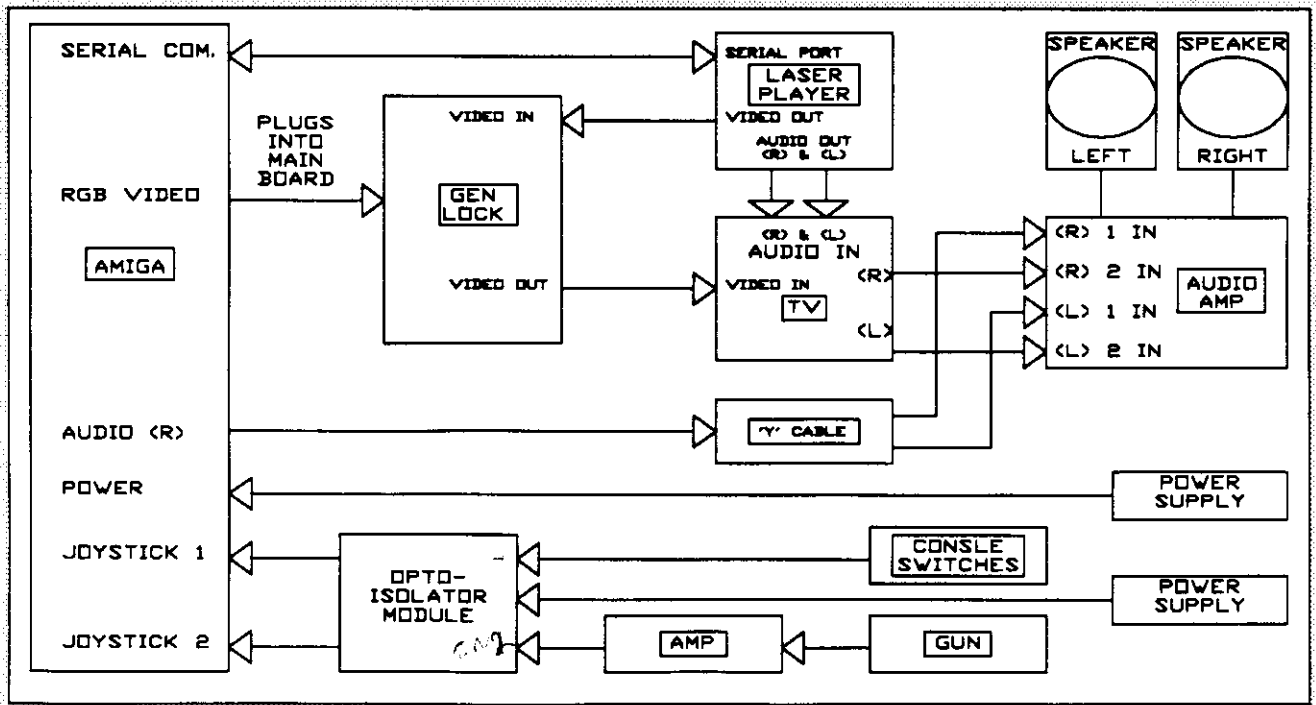 SERIAL COM.
PLUGS
INTO
MAIN
BOARD
RGB VIDEO
AMIGA
AUDIO (R)
POWER
JOYSTICK 1
JOYSTICK 2
VIDEO IN
GEN
LOCK
VIDEO OUT
SERIAL PORT
LASER
PLAYER
VIDEO OUT
AUDIO OUT
(R) & (L)
(R) & (L)
AUDIO IN
(R)
VIDEO IN
TV
(L)
SPEAKER
LEFT
SPEAKER
RIGHT
(R) 1 IN
(R) 2 IN
(L) 1 IN
(L) 2 IN
AUDIO
AMP
"Y" CABLE
POWER
SUPPLY
CONSLE
SWITCHES
POWER
SUPPLY
OPTO-
ISOLATOR
MODULE
AMP
GUN